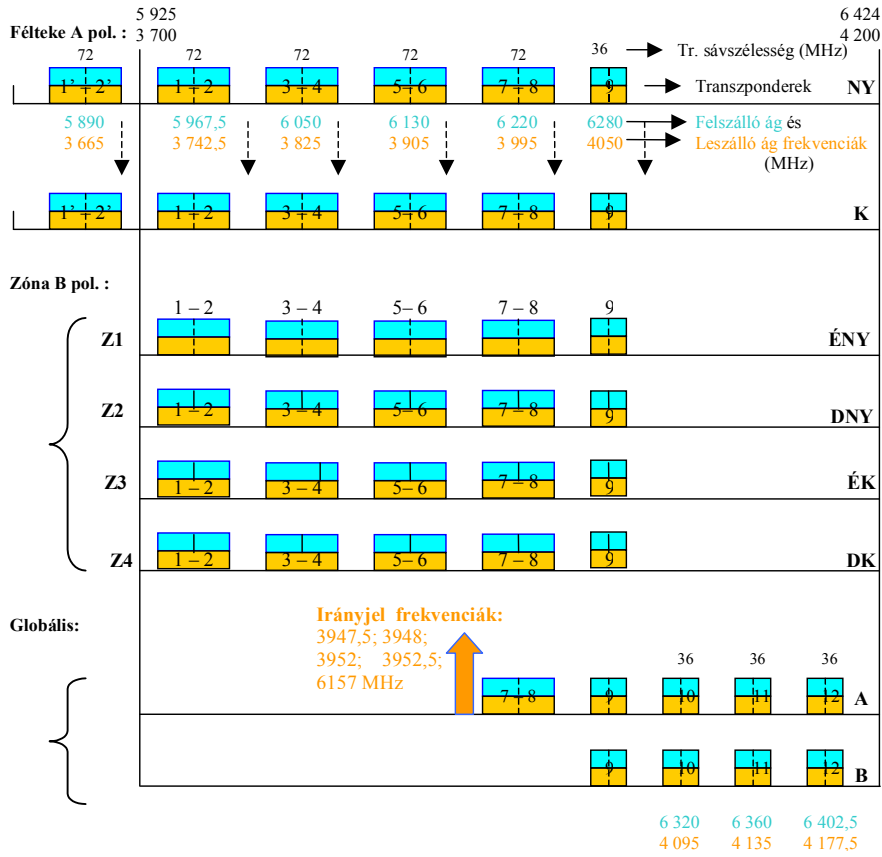 5 925 6 424
Félteke A pol. : 3 700 4 200
72 72 72 72 72 36 Tr. sávszélesség (MHz)
1’ – 2’ 1 – 2 3 – 4 5– 6 7 – 8 9 Transzponderek NY
5 890 5 967,5 6 050 6 130 6 220 6280 Felszálló ág és
3 665 3 742,5 3 825 3 905 3 995 4050 Leszálló ág frekvenciák
(MHz)
1’ – 2’ 1 – 2 3 – 4 5– 6 7 – 8 9 K
Zóna B pol. :
1 – 2 3 – 4 5– 6 7 – 8 9
Z1 ÉNY
Z2 1 – 2 3 – 4 5– 6 7 – 8 9 DNY
Z3 1 – 2 3 – 4 5– 6 7 – 8 9 ÉK
Z4 1 – 2 3 – 4 5– 6 7 – 8 9 DK
Globális:
Irányjel frekvenciák:
3947,5; 3948;
3952; 3952,5;
6157 MHz
36 36 36
7 – 8 9 10 11 12 A
9 10 11 12 B
6 320 6 360 6 402,5
4 095 4 135 4 177,5